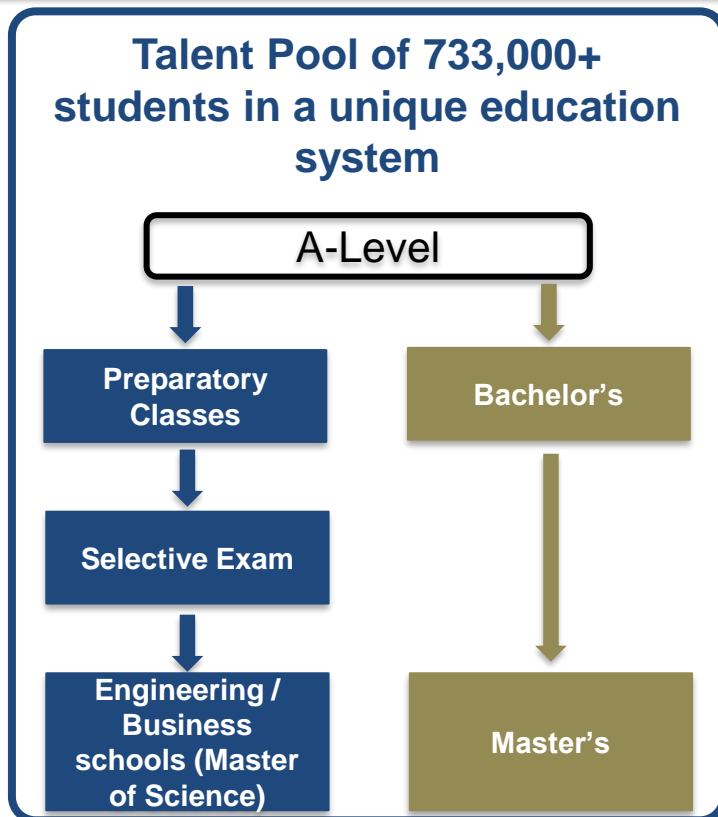 Talent Pool of 733,000+
students in a unique education
system
A-Level
Preparatory
Classes
Bachelor's
Selective Exam
Engineering /
Business
schools (Master
of Science)
Master's